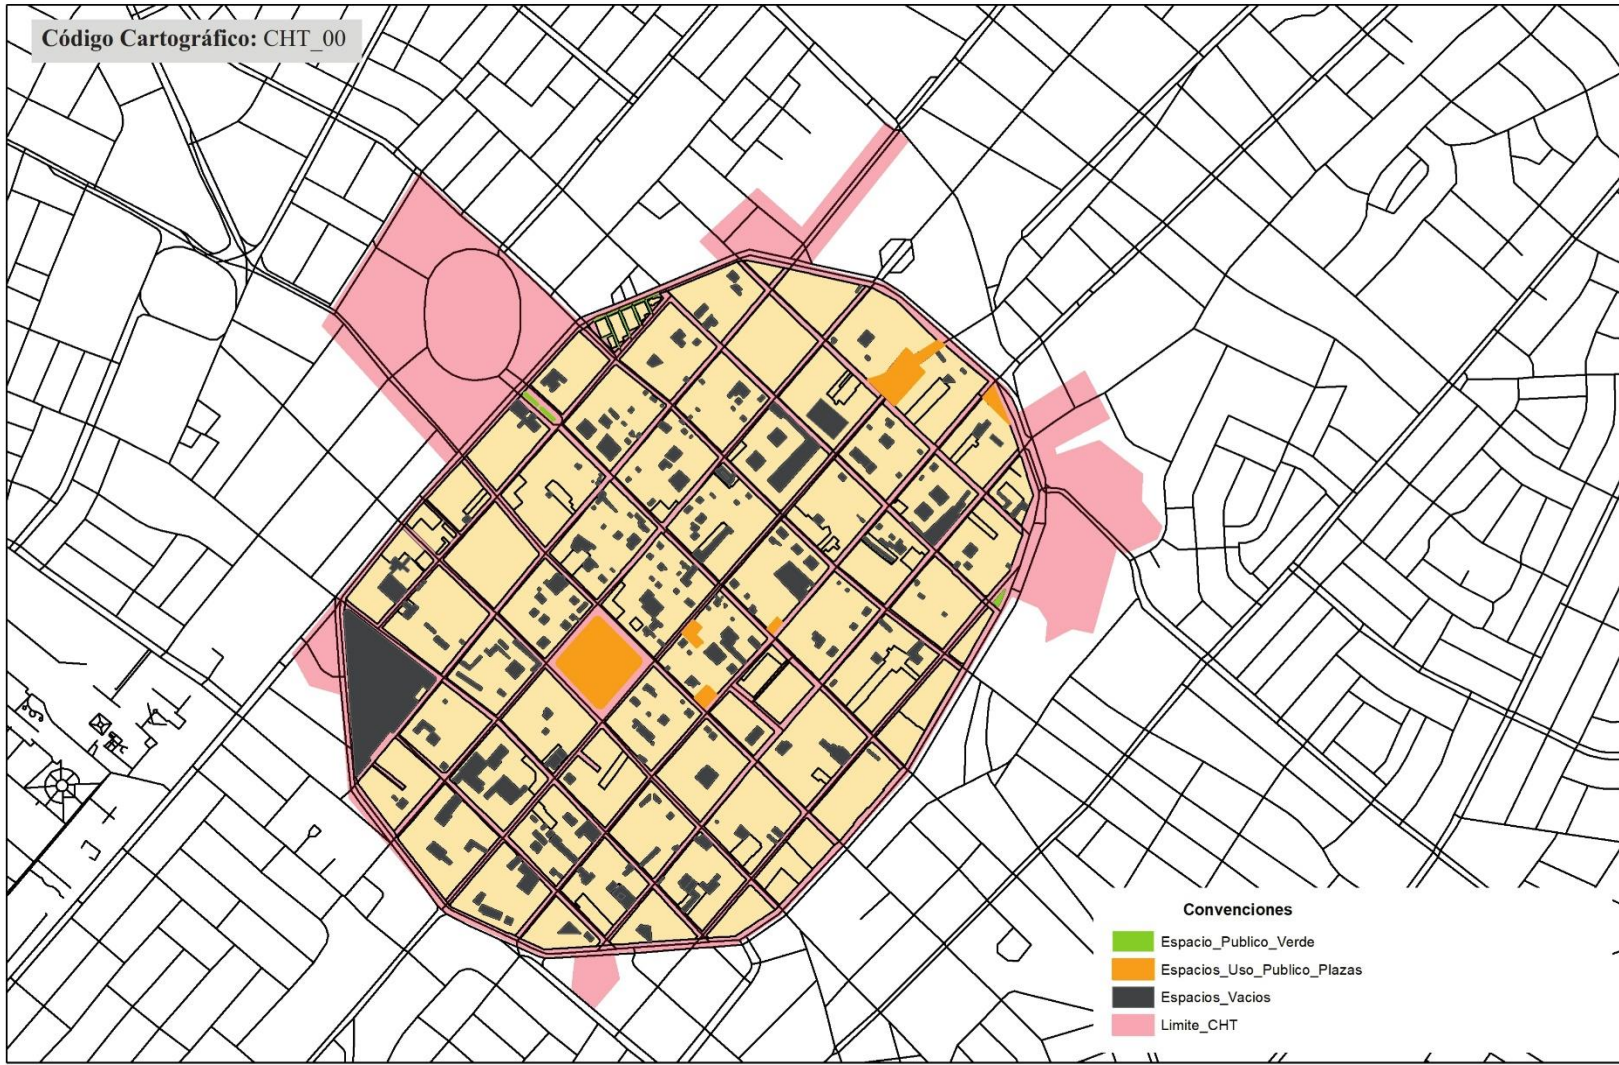 Código Cartográfico: CHT_00
Convenciones
Espacio_Publico_Verde
Espacios_Uso_Publico_Plazas
Espacios_Vacios
Limite_CHT